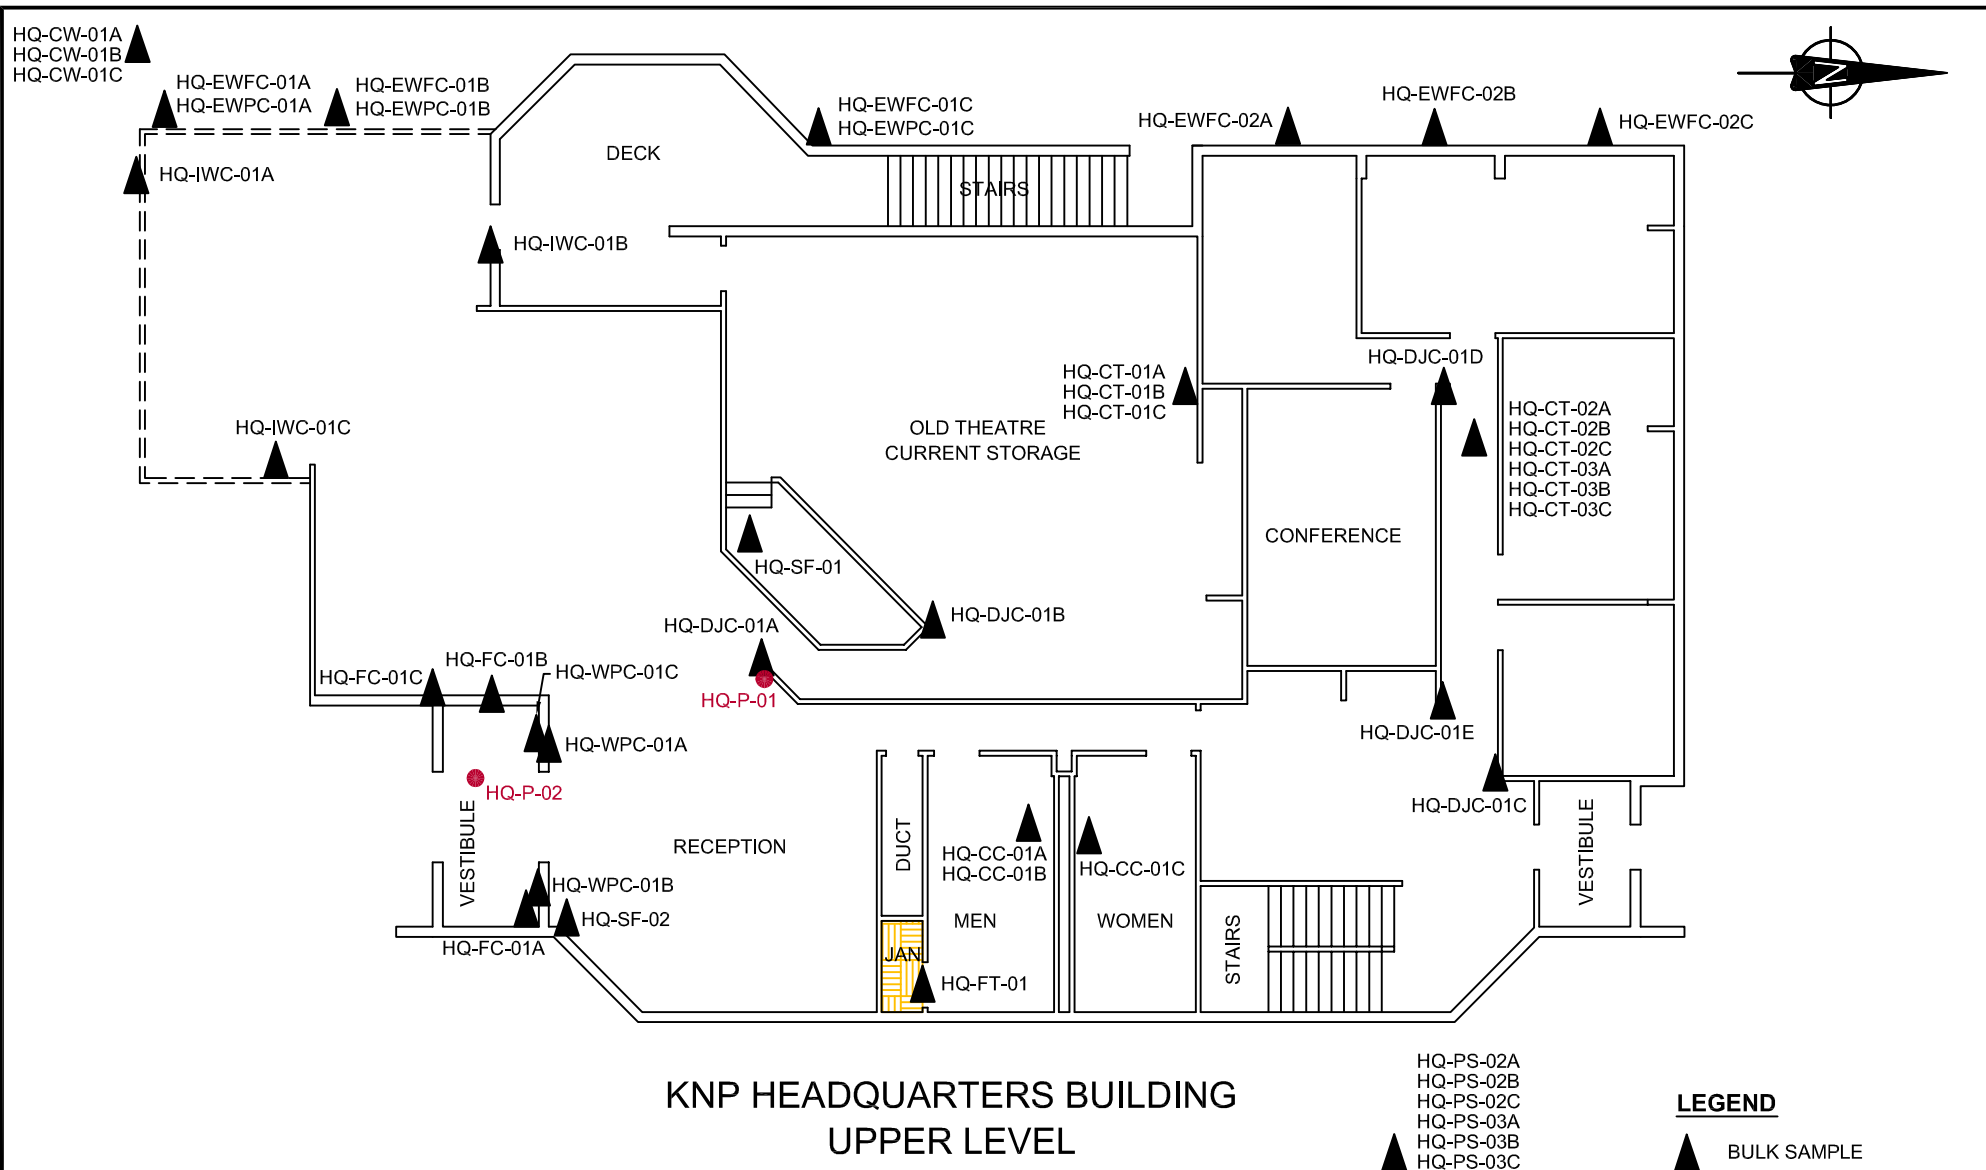 HQ-CW-01A
HQ-CW-01B
HQ-CW-01C
HQ-EWFC-01A
HQ-EWPC-01A
HQ-EWFC-01B
HQ-EWPC-01B
HQ-EWFC-01C
HQ-EWPC-01C
HQ-EWFC-02A
HQ-EWFC-02B
HQ-EWFC-02C
N
DECK
STAIRS
HQ-IWC-01A
HQ-IWC-01B
HQ-IWC-01C
HQ-CT-01A
HQ-CT-01B
HQ-CT-01C
HQ-DJC-01D
HQ-CT-02A
HQ-CT-02B
HQ-CT-02C
HQ-CT-03A
HQ-CT-03B
HQ-CT-03C
OLD THEATRE
CURRENT STORAGE
CONFERENCE
HQ-SF-01
HQ-DJC-01B
HQ-DJC-01A
HQ-P-01
HQ-FC-01C
HQ-FC-01B
HQ-WPC-01C
HQ-WPC-01A
HQ-P-02
HQ-DJC-01E
HQ-DJC-01C
VESTIBULE
RECEPTION
DUCT
HQ-CC-01A
HQ-CC-01B
HQ-CC-01C
VESTIBULE
HQ-WPC-01B
HQ-SF-02
HQ-FC-01A
MEN
WOMEN
STAIRS
JAN
HQ-FT-01
KNP HEADQUARTERS BUILDING
UPPER LEVEL
HQ-PS-02A
HQ-PS-02B
HQ-PS-02C
HQ-PS-03A
HQ-PS-03B
HQ-PS-03C
LEGEND
BULK SAMPLE